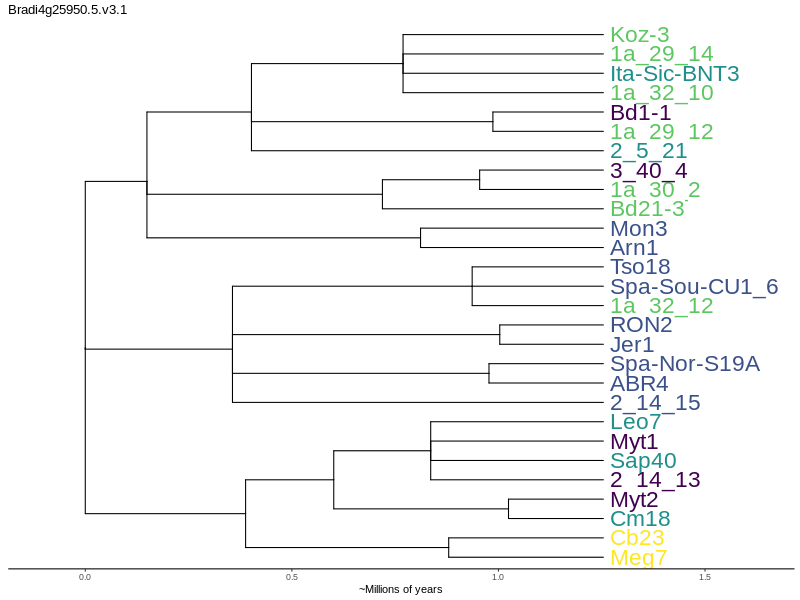 Bradi4g25950.5.v3.1
Koz-3
1a_29_14
Ita-Sic-BNT3
1a_32_10
Bd1-1
1a_29_12
2_5_21
3_40_4
1a_30_2
Bd21-3
Mon3
Arn1
Tso18
Spa-Sou-CU1_6
1a_32_12
RON2
Jer1
Spa-Nor-S19A
ABR4
2_14_15
Leo7
Myt1
Sap40
2_14_13
Myt2
Cm18
Cb23
Meg7
0.0 0.5 1.0 1.5
~Millions of years